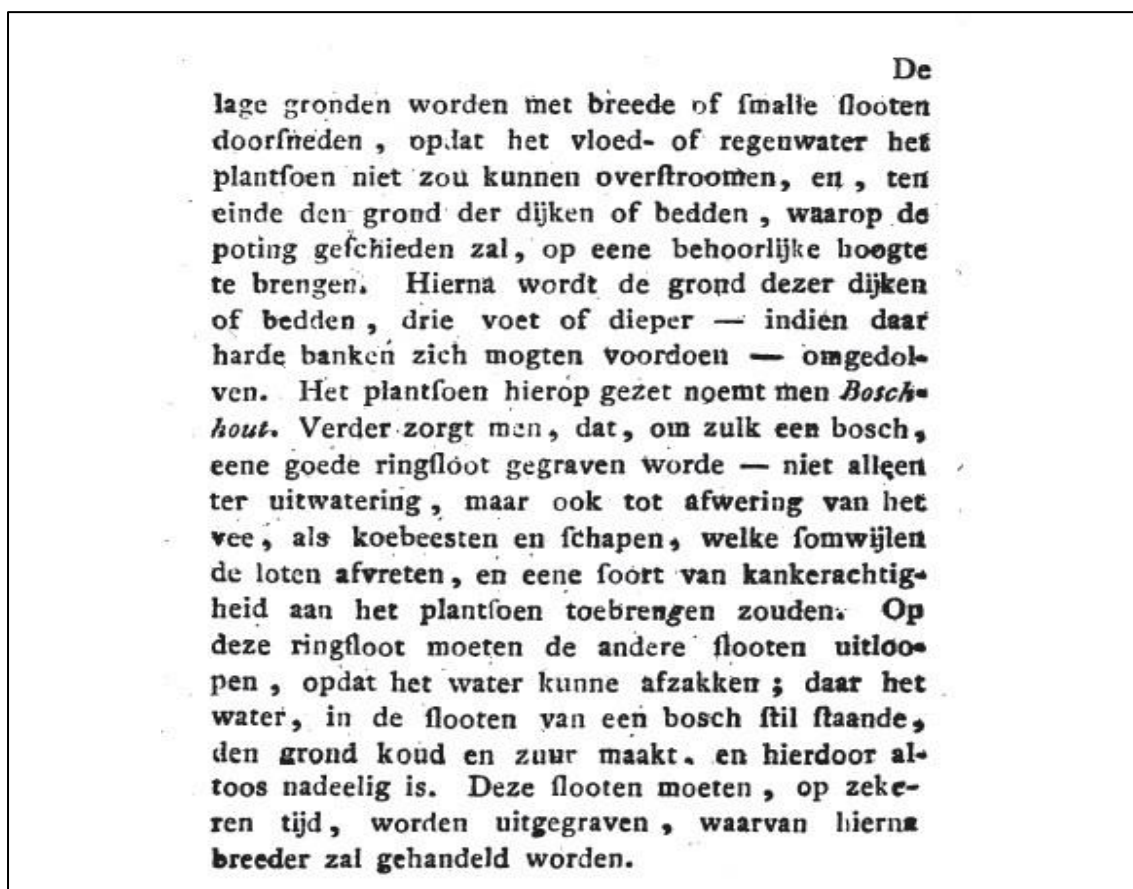 De
lage gronden worden met breede of ſmalle ſlooten
doorſneden , opdat het vloed- of regenwater het
plantſoen niet zou kunnen overſtroomen, en , ten
einde den grond der dijken of bedden , waarop de
poting geſchieden zal, op eene behoorlijke hoogte
te brengen. Hierna wordt de grond dezer dijken
of bedden , drie voet of dieper — indien daar
harde banken zich mogten voordoen — omgedol-
ven. Het plantſoen hierop gezet noemt men Bosch-
hout. Verder zorgt men, dat, om zulk een bosch,
eene goede ringſloot gegraven worde — niet alleen
ter uitwatering , maar ook tot afwering van het
vee, als koebeesten en ſchapen, welke ſomwijlen
de loten afvreten, en eene ſoort van kankerachtig-
heid aan het plantſoen toebrengen zouden. Op
deze ringſloot moeten de andere ſlooten uitloo-
pen , opdat het water kunne afzakken ; daar het
water, in de ſlooten van een bosch ſtil ſtaande,
den grond koud en zuur maakt. en hierdoor al-
toos nadeelig is. Deze ſlooten moeten , op zeke-
ren tijd, worden uitgegraven , waarvan hierna
breeder zal gehandeld worden.